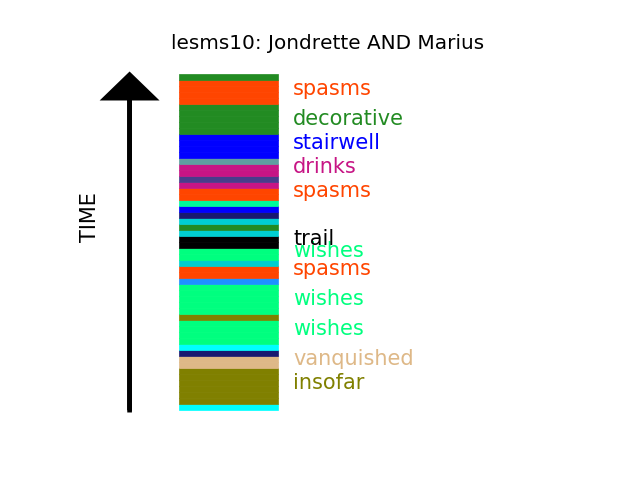 lesms10: Jondrette AND Marius
spasms
decorative
stairwell
drinks
spasms
trail
wishes
spasms
wishes
wishes
vanquished
insofar
TIME